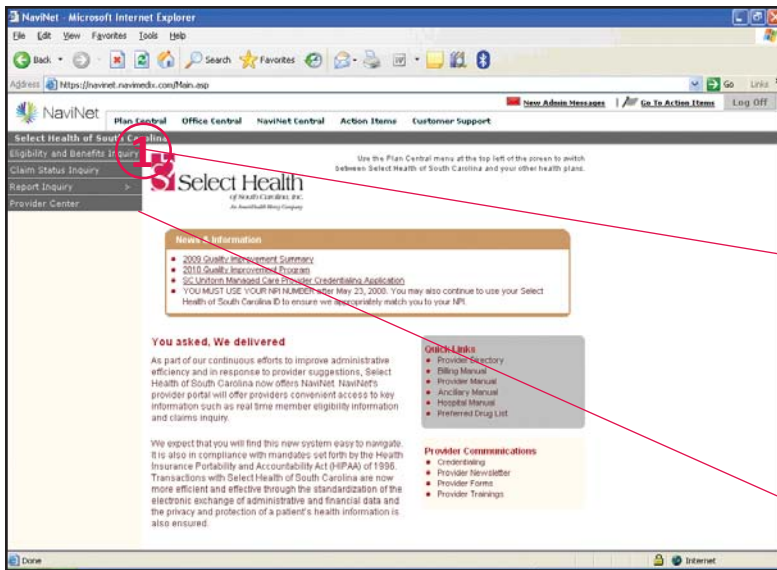 NaviNet - Microsoft Internet Explorer
File Edit View Favorites Tools Help
Back Search Favorites
Address https://navinet.navimedix.com/Main.asp Go Links
New Admin Messages | Go To Action Items Log Off
NaviNet Plan Central Office Central NaviNet Central Action Items Customer Support
Select Health of South Carolina
Eligibility and Benefits Inquiry
Claim Status Inquiry
Report Inquiry >
Provider Center
1
Select Health
of South Carolina, Inc.
An AmeriHealth Mercy Company
Use the Plan Central menu at the top left of the screen to switch
between Select Health of South Carolina and your other health plans.
News & Information
2009 Quality Improvement Summary
2010 Quality Improvement Program
SC Uniform Managed Care Provider Credentialing Application
YOU MUST USE YOUR NPI NUMBER after May 23, 2008. You may also continue to use your Select
Health of South Carolina ID to ensure we appropriately match you to your NPI.
You asked, We delivered
As part of our continuous efforts to improve administrative
efficiency and in response to provider suggestions, Select
Health of South Carolina now offers NaviNet. NaviNet's
provider portal will offer providers convenient access to key
information such as real time member eligibility information
and claims inquiry.
We expect that you will find this new system easy to navigate.
It is also in compliance with mandates set forth by the Health
Insurance Portability and Accountability Act (HIPAA) of 1996.
Transactions with Select Health of South Carolina are now
more efficient and effective through the standardization of the
electronic exchange of administrative and financial data and
the privacy and protection of a patient's health information is
also ensured.
Quick Links
Provider Directory
Billing Manual
Provider Manual
Ancillary Manual
Hospital Manual
Preferred Drug List
Provider Communications
Credentialing
Provider Newsletter
Provider Forms
Provider Trainings
Done Internet